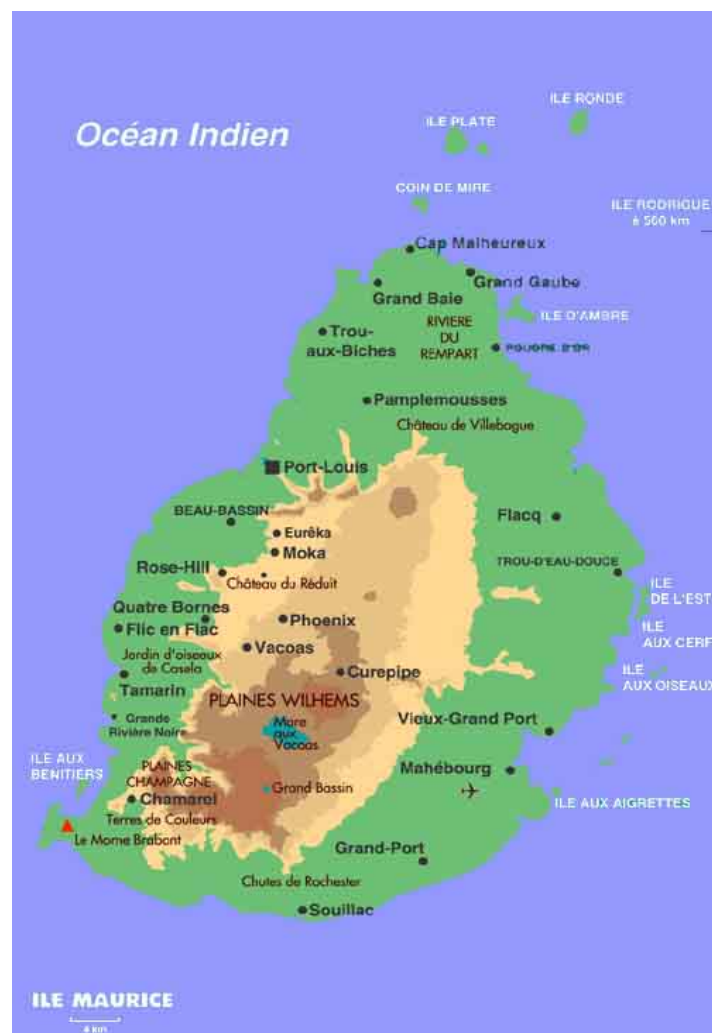 ILE RONDE
ILE PLATE
Océan Indien
COIN DE MIRE
ILE RODRIGUE
à 500 km
Cap Malheureux
Grand Gaube
Grand Baie
ILE D'AMBRE
RIVIERE
DU
REMPART
Trou-
aux-Biches
POUDRE D'OR
Pamplemousses
Château de Villebague
Port-Louis
BEAU-BASSIN
Flacq
Eurêka
Moka
TROU-D'EAU-DOUCE
Rose-Hill
Château du Réduit
ILE
DE L'EST
Quatre Bornes
Phoenix
Flic en Flac
ILE
AUX CERF
Vacoas
Jardin d'oiseaux
de Casela
Curepipe
ILE
AUX OISEAUX
Tamarin
PLAINES WILHEMS
Grande
Rivière Noire
Mare
aux
Vacoas
Vieux-Grand Port
ILE AUX
BENITIERS
PLAINES
CHAMPAGNE
Mahébourg
Grand Bassin
Chamarel
ILE AUX AIGRETTES
Terres de Couleurs
Le Morne Brabant
Grand-Port
Chutes de Rochester
Souillac
ILE MAURICE